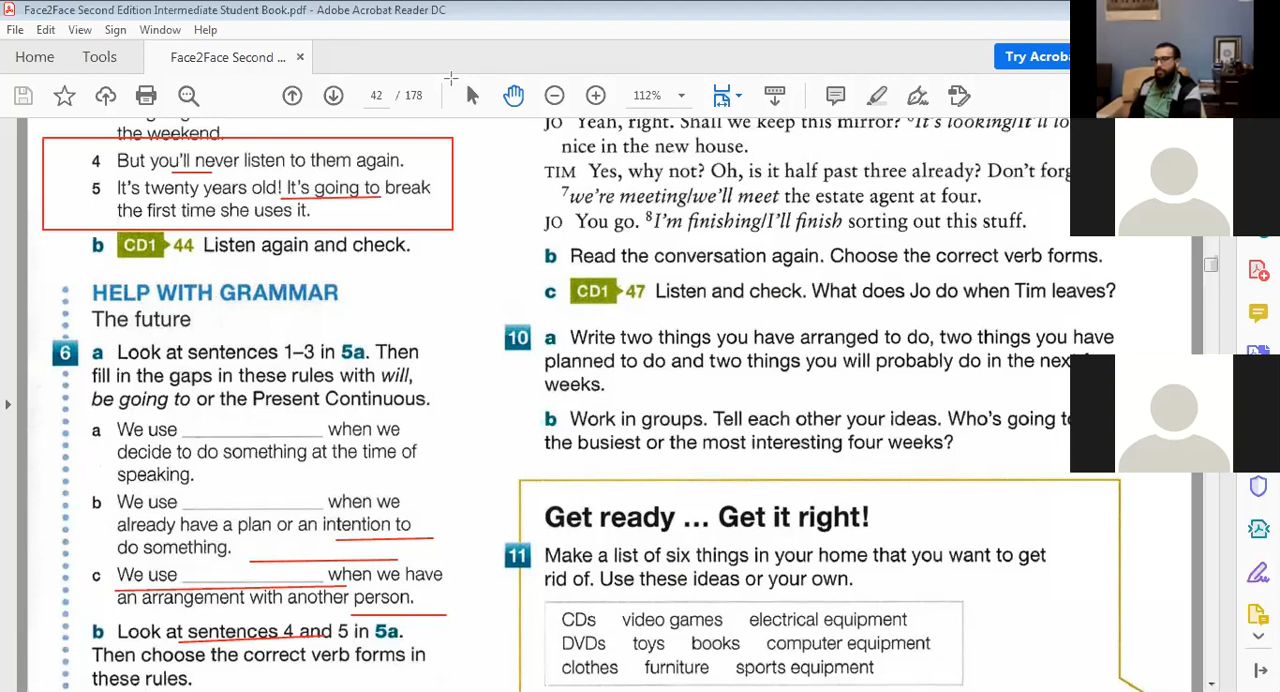 Face2Face Second Edition Intermediate Student Book.pdf - Adobe Acrobat Reader DC
File Edit View Sign Window Help
Home Tools Face2Face Second ... × Try Acroba
42 / 178 112%
the weekend.
4 But you'll never listen to them again.
5 It's twenty years old! It's going to break
the first time she uses it.
b CD1 44 Listen again and check.
HELP WITH GRAMMAR
The future
6 a Look at sentences 1–3 in 5a. Then
fill in the gaps in these rules with will,
be going to or the Present Continuous.
a We use ____________ when we
decide to do something at the time of
speaking.
b We use ____________ when we
already have a plan or an intention to
do something.
c We use ____________ when we have
an arrangement with another person.
b Look at sentences 4 and 5 in 5a.
Then choose the correct verb forms in
these rules.
JO Yeah, right. Shall we keep this mirror? It's looking/It'll lo
nice in the new house.
TIM Yes, why not? Oh, is it half past three already? Don't forg
7we're meeting/we'll meet the estate agent at four.
JO You go. 8I'm finishing/I'll finish sorting out this stuff.
b Read the conversation again. Choose the correct verb forms.
c CD1 47 Listen and check. What does Jo do when Tim leaves?
10 a Write two things you have arranged to do, two things you have
planned to do and two things you will probably do in the next
weeks.
b Work in groups. Tell each other your ideas. Who's going to
the busiest or the most interesting four weeks?
Get ready ... Get it right!
11 Make a list of six things in your home that you want to get
rid of. Use these ideas or your own.
CDs video games electrical equipment
DVDs toys books computer equipment
clothes furniture sports equipment